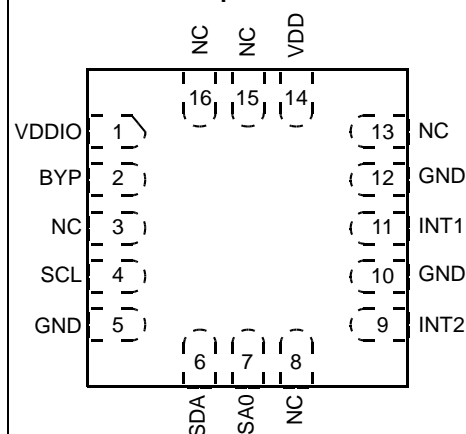 NC NC VDD
16 15 14
VDDIO 1 13 NC
BYP 2 12 GND
NC 3 11 INT1
SCL 4 10 GND
GND 5 9 INT2
6 7 8
SDA SA0 NC